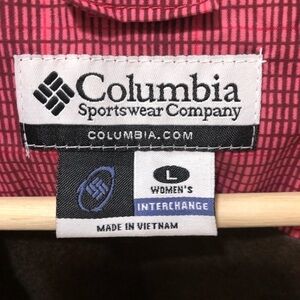 Columbia
Sportswear Company
COLUMBIA.COM
L
WOMEN'S
INTERCHANGE
MADE IN VIETNAM